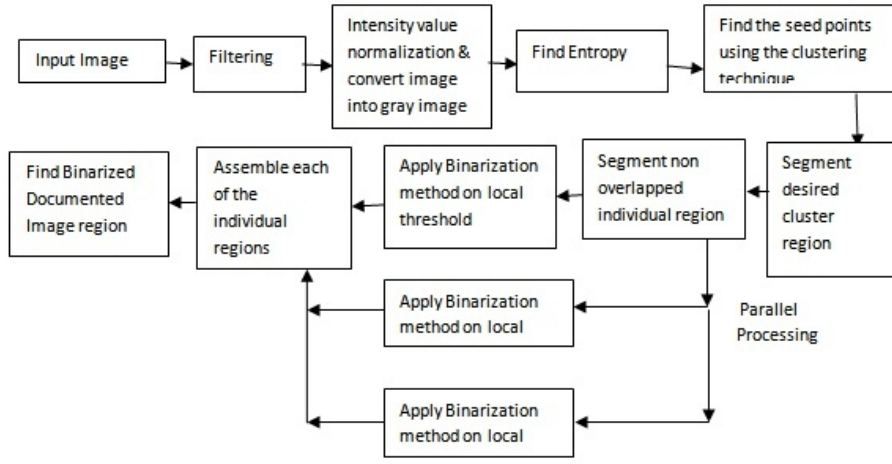 Input Image
Filtering
Intensity value
normalization &
convert image
into gray image
Find Entropy
Find the seed points
using the clustering
technique
Segment
desired
cluster
region
Segment non
overlapped
individual region
Apply Binarization
method on local
threshold
Assemble each
of the
individual
regions
Find Binarized
Documented
Image region
Apply Binarization
method on local
Parallel
Processing
Apply Binarization
method on local